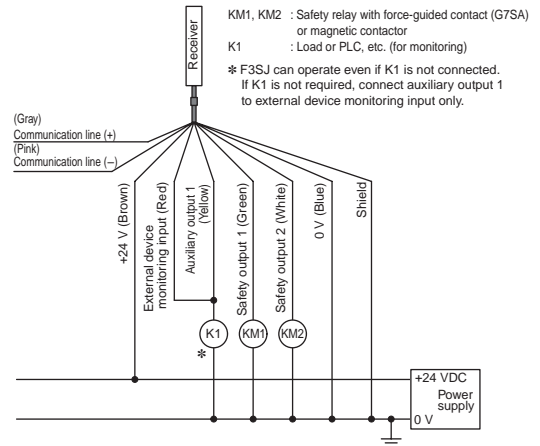 Receiver
KM1, KM2 : Safety relay with force-guided contact (G7SA)
or magnetic contactor
K1 : Load or PLC, etc. (for monitoring)
* F3SJ can operate even if K1 is not connected.
If K1 is not required, connect auxiliary output 1
to external device monitoring input only.
(Gray)
Communication line (+)
(Pink)
Communication line (–)
+24 V (Brown)
External device
monitoring input (Red)
Auxiliary output 1
(Yellow)
Safety output 1 (Green)
Safety output 2 (White)
0 V (Blue)
Shield
K1
*
KM1
KM2
+24 VDC
Power
supply
0 V